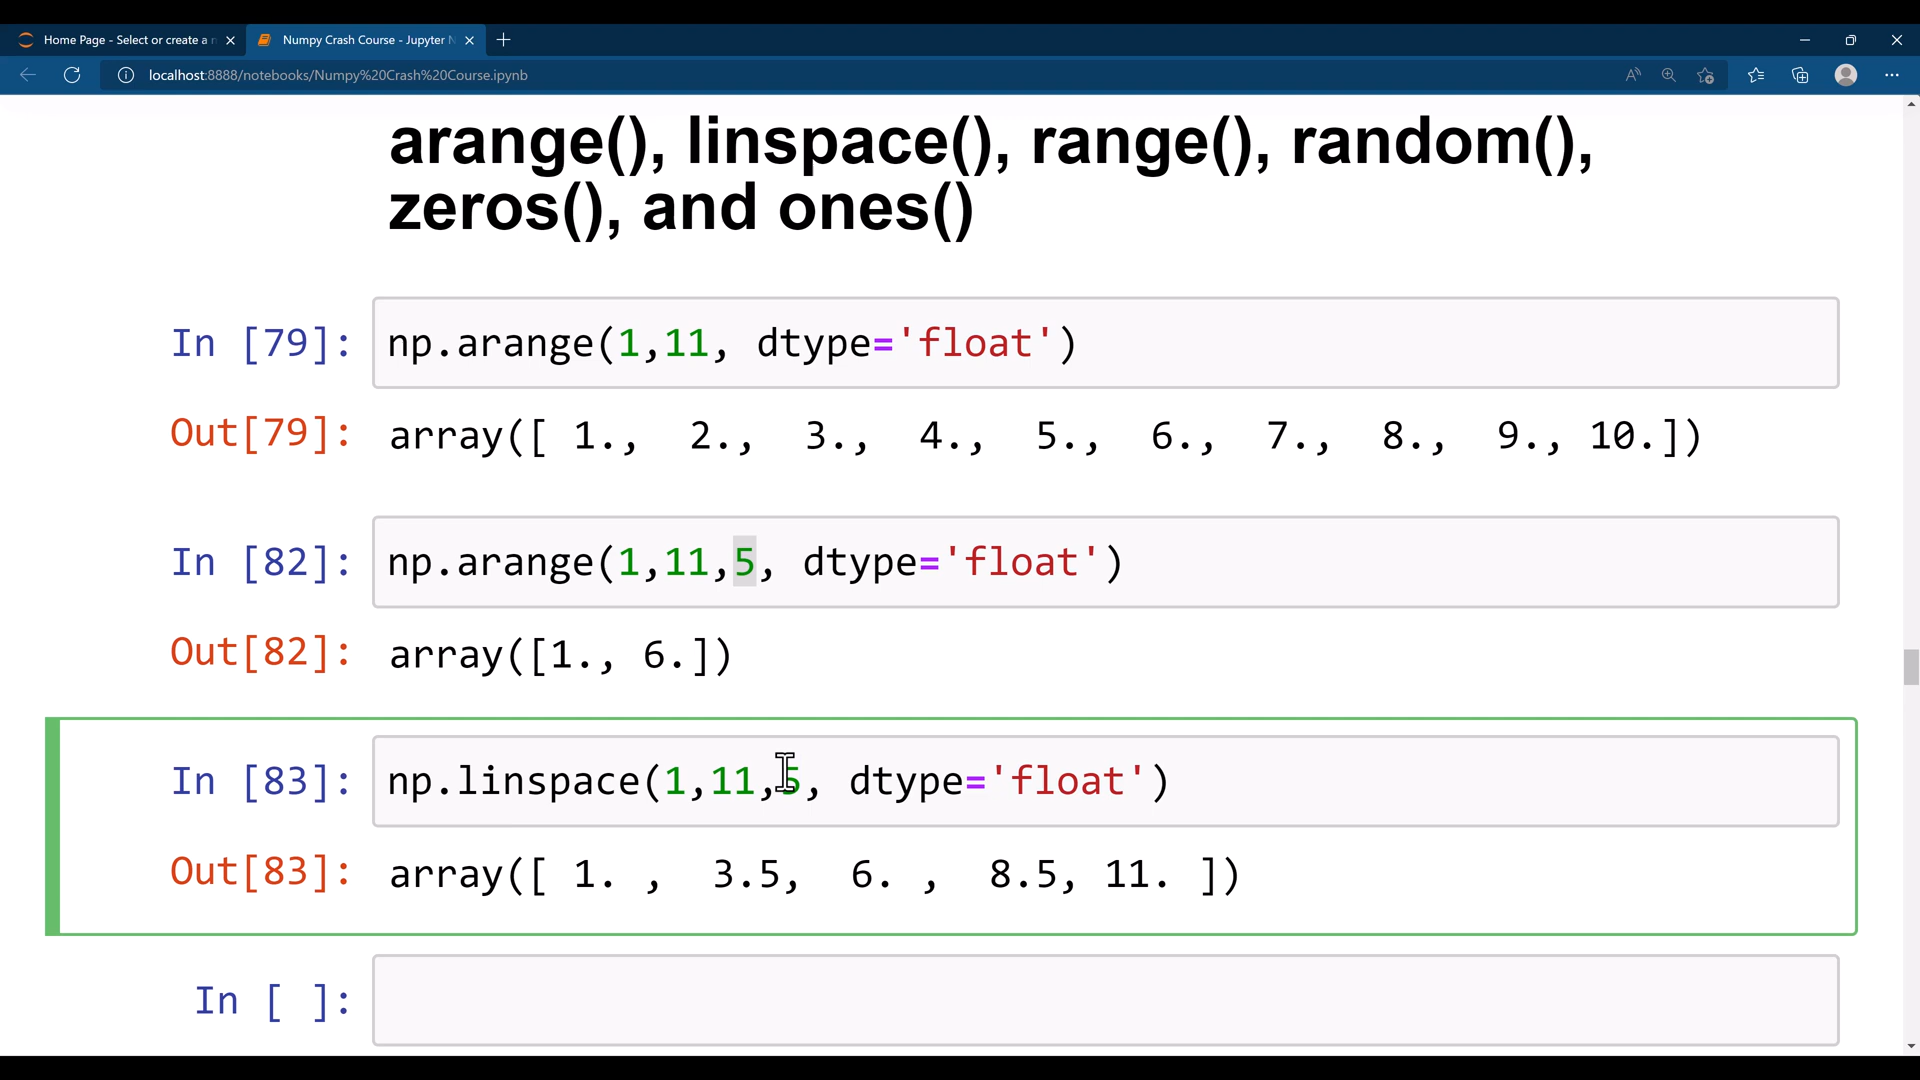 Home Page - Select or create a n
Numpy Crash Course - Jupyter N
localhost:8888/notebooks/Numpy%20Crash%20Course.ipynb
arange(), linspace(), range(), random(),
zeros(), and ones()
In [79]: np.arange(1,11, dtype='float')
Out[79]: array([ 1.,  2.,  3.,  4.,  5.,  6.,  7.,  8.,  9., 10.])
In [82]: np.arange(1,11,5, dtype='float')
Out[82]: array([1., 6.])
In [83]: np.linspace(1,11,5, dtype='float')
Out[83]: array([ 1. ,  3.5,  6. ,  8.5, 11. ])
In [ ]: